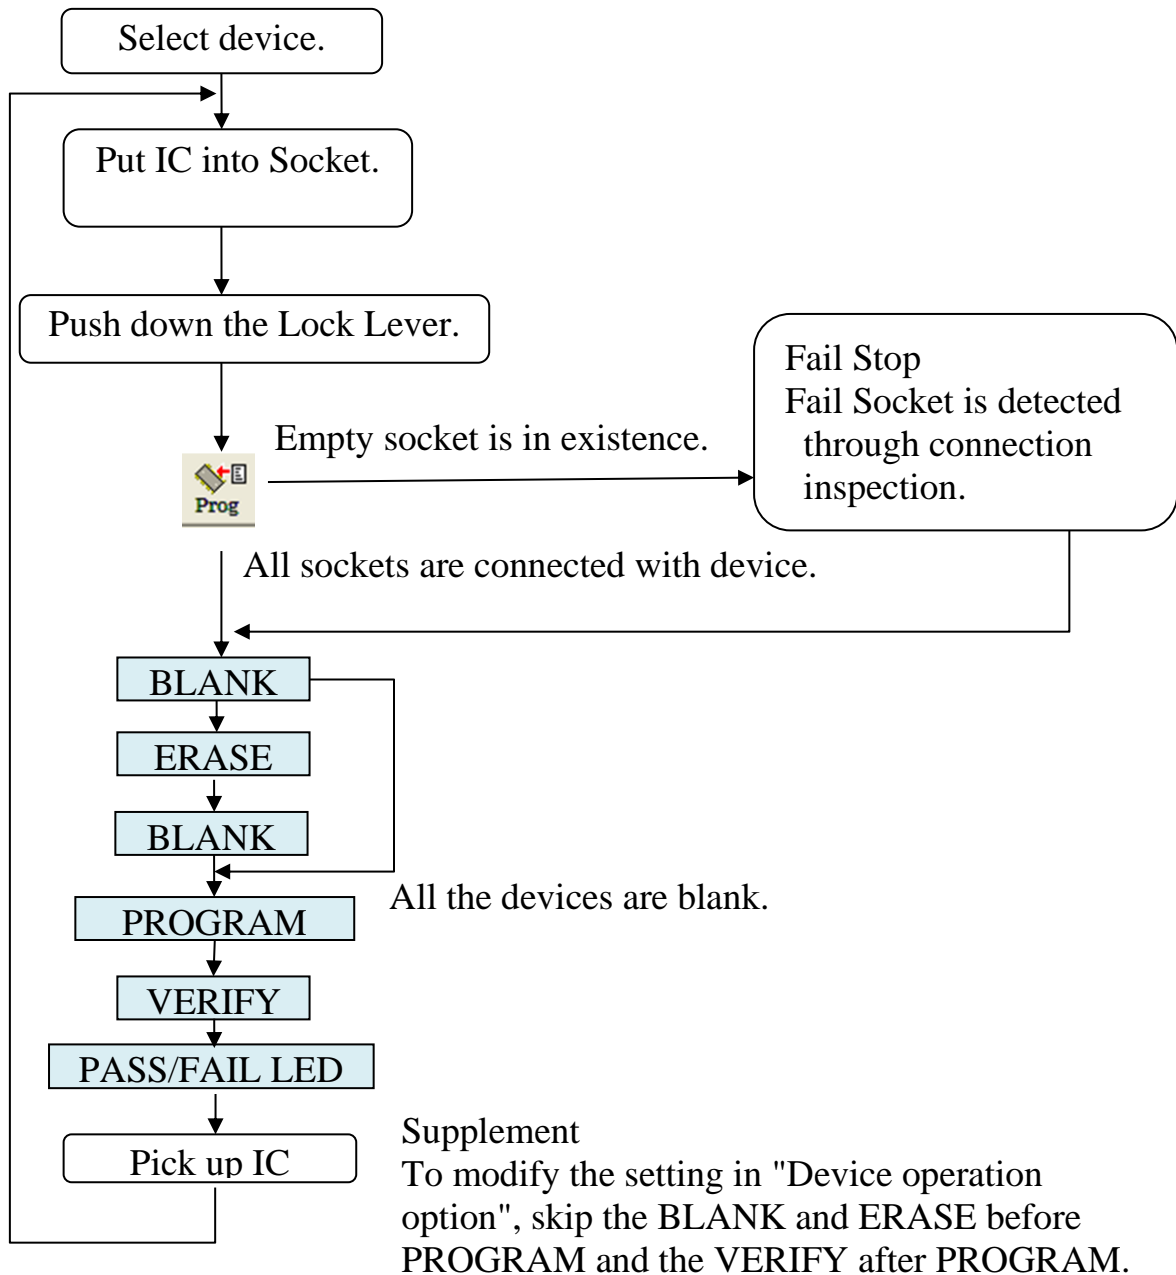 Select device.
Put IC into Socket.
Push down the Lock Lever.
Fail Stop
Fail Socket is detected
through connection
inspection.
Empty socket is in existence.
Prog
All sockets are connected with device.
BLANK
ERASE
BLANK
All the devices are blank.
PROGRAM
VERIFY
PASS/FAIL LED
Pick up IC
Supplement
To modify the setting in "Device operation
option", skip the BLANK and ERASE before
PROGRAM and the VERIFY after PROGRAM.